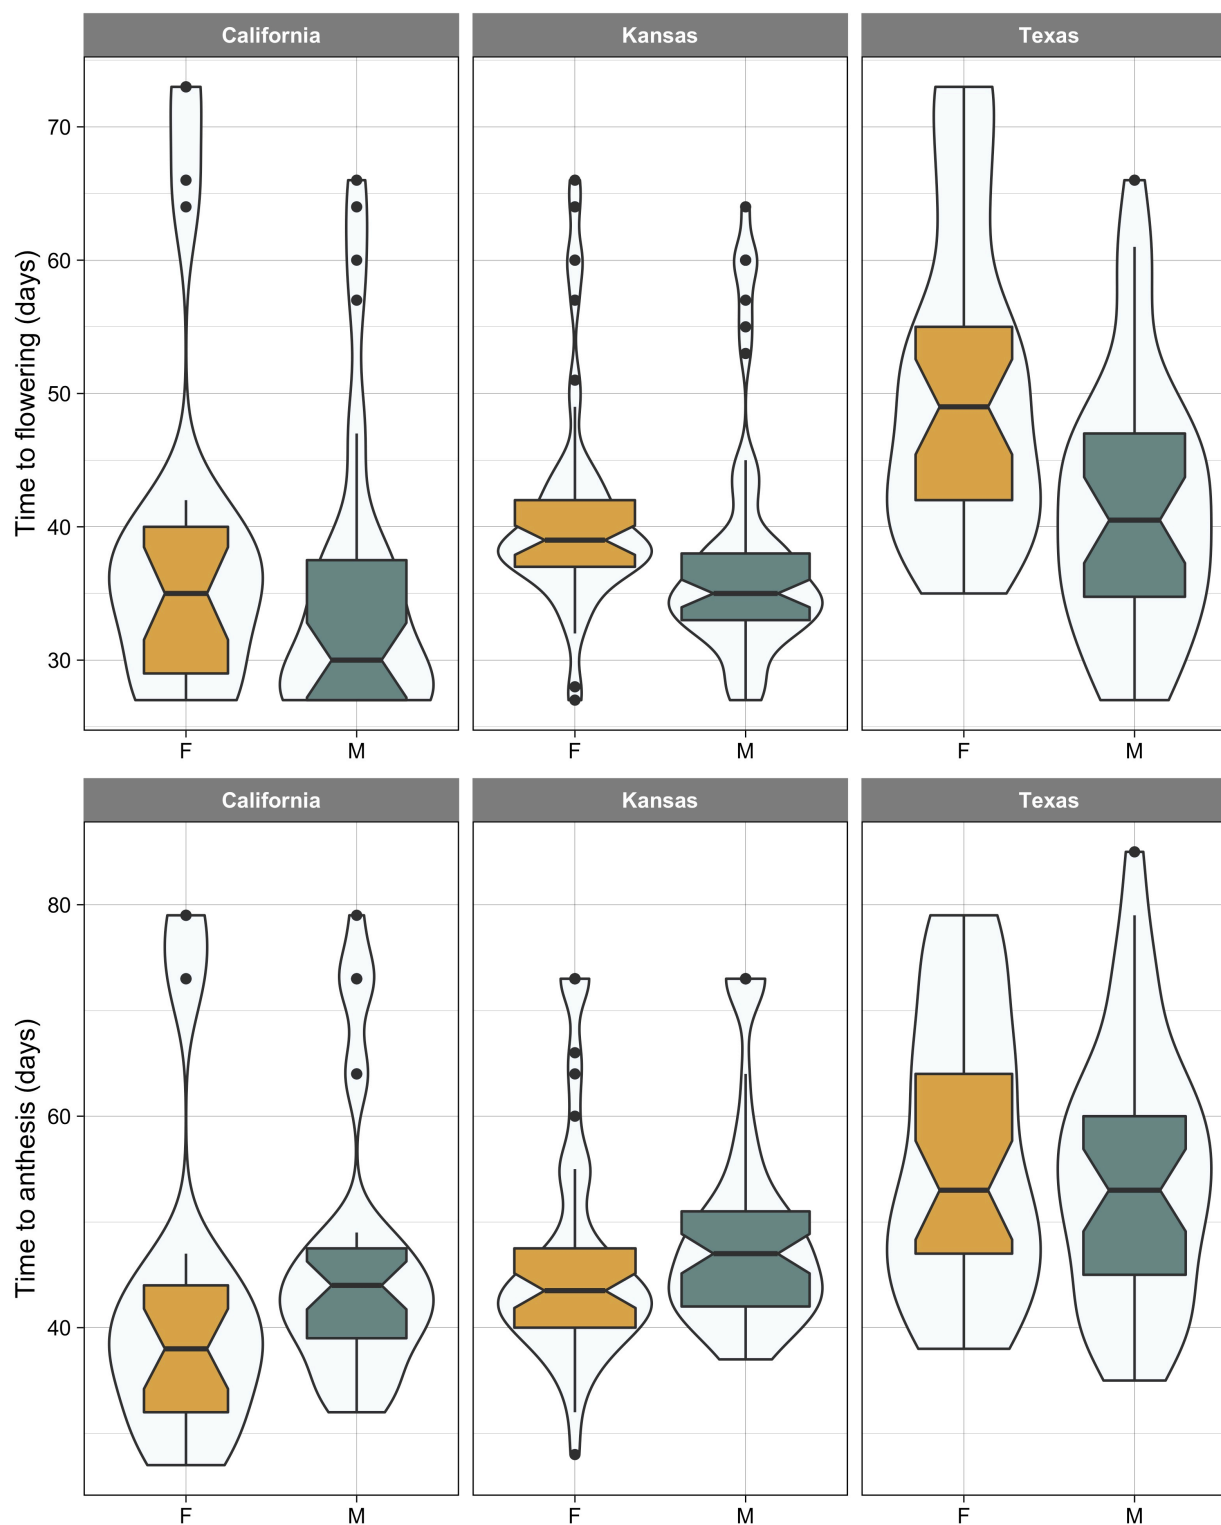 California Kansas Texas
Time to flowering (days)
70
60
50
40
30
F M F M F M
California Kansas Texas
Time to anthesis (days)
80
60
40
F M F M F M